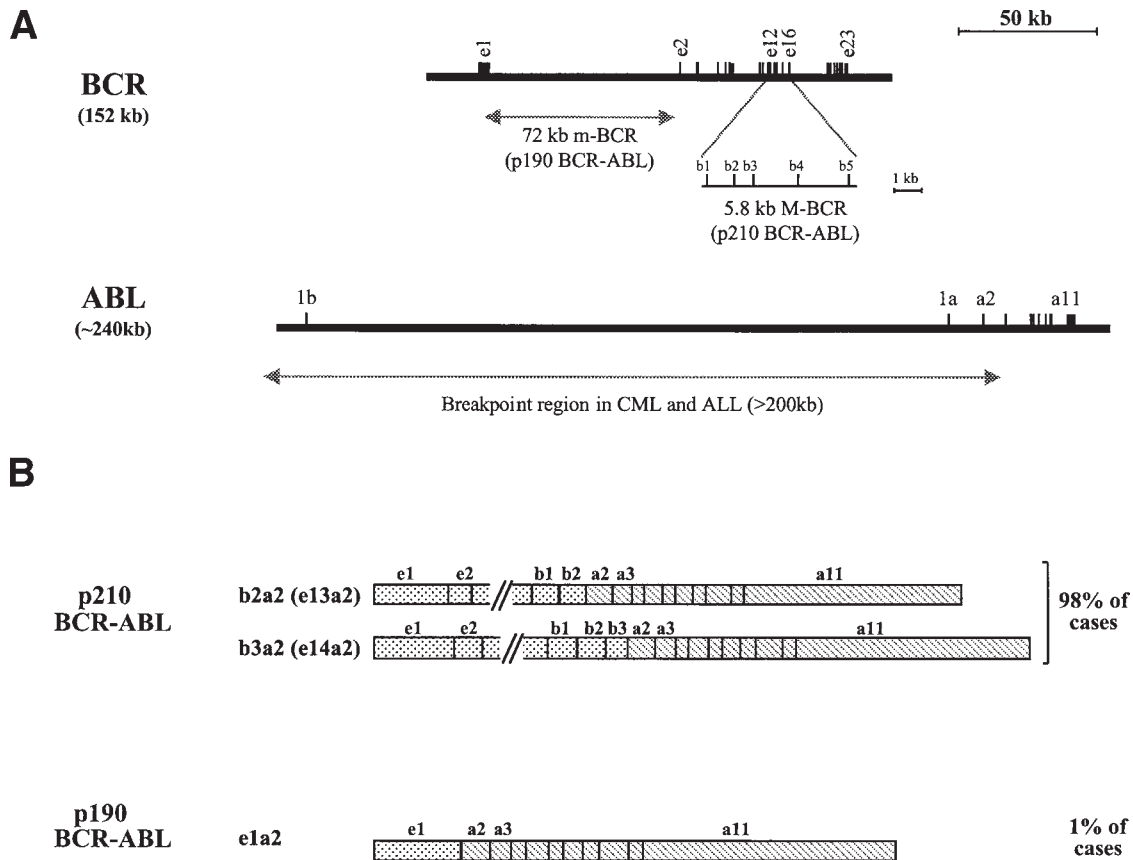 A
50 kb
e1
e2
e12
e16
e23
BCR
(152 kb)
72 kb m-BCR
(p190 BCR-ABL)
b1 b2 b3 b4 b5
1 kb
5.8 kb M-BCR
(p210 BCR-ABL)
ABL
(~240kb)
1b 1a a2 a11
Breakpoint region in CML and ALL (>200kb)
B
p210
BCR-ABL
b2a2 (e13a2)
e1 e2 b1 b2 a2 a3 a11
b3a2 (e14a2)
e1 e2 b1 b2 b3 a2 a3 a11
98% of
cases
p190
BCR-ABL
e1a2
e1 a2 a3 a11
1% of
cases